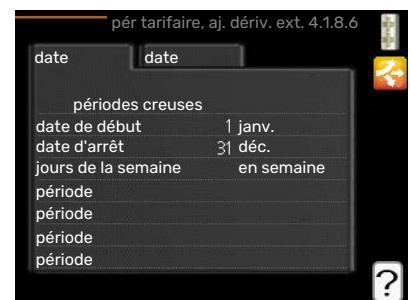 pér tarifaire, aj. dériv. ext. 4.1.8.6
date date
périodes creuses
date de début 1 janv.
date d'arrêt 31 déc.
jours de la semaine en semaine
période
période
période
période
?